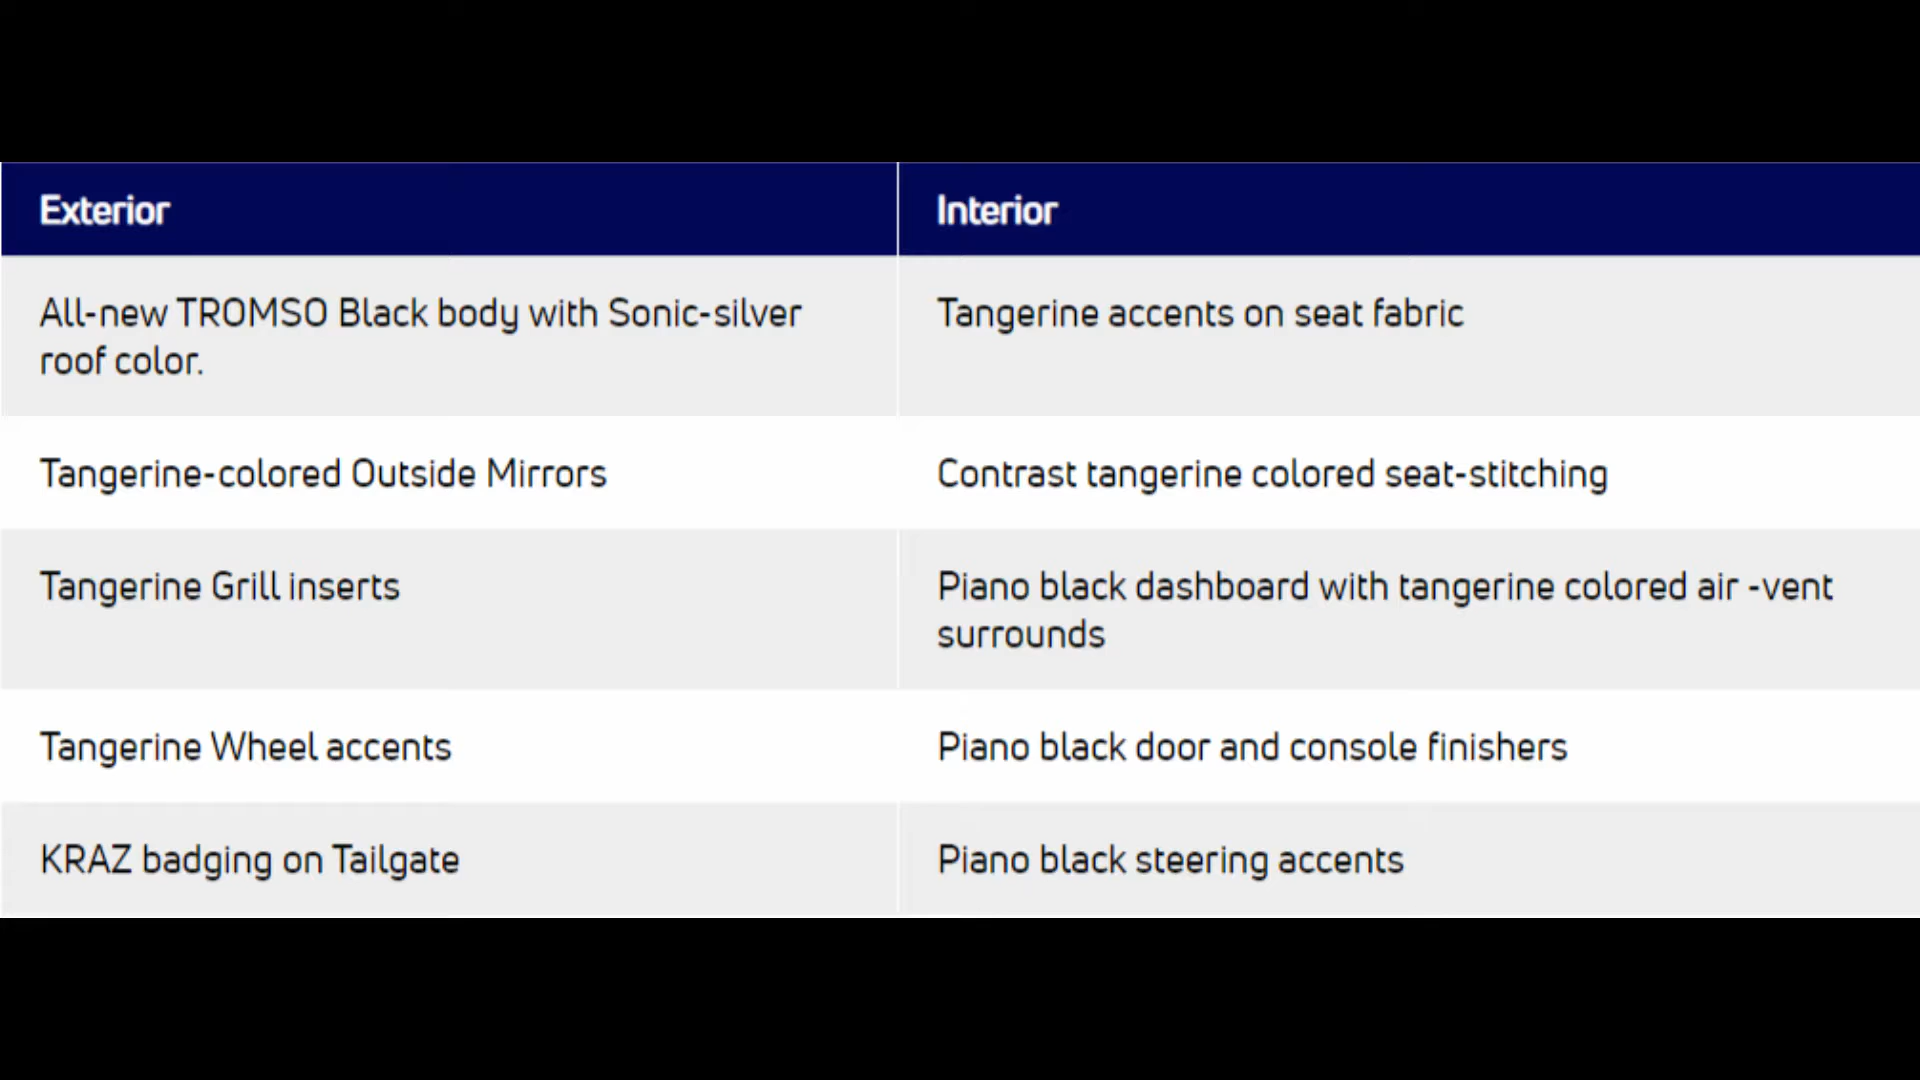 Exterior
Interior
All-new TROMSO Black body with Sonic-silver
roof color.
Tangerine accents on seat fabric
Tangerine-colored Outside Mirrors
Contrast tangerine colored seat-stitching
Tangerine Grill inserts
Piano black dashboard with tangerine colored air -vent
surrounds
Tangerine Wheel accents
Piano black door and console finishers
KRAZ badging on Tailgate
Piano black steering accents